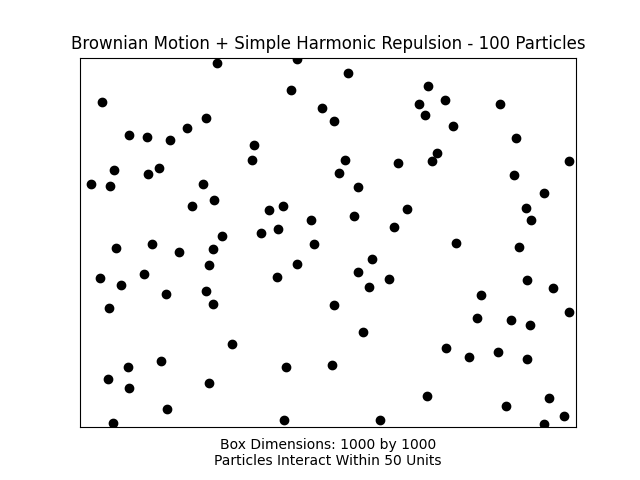 Brownian Motion + Simple Harmonic Repulsion - 100 Particles
Box Dimensions: 1000 by 1000
Particles Interact Within 50 Units